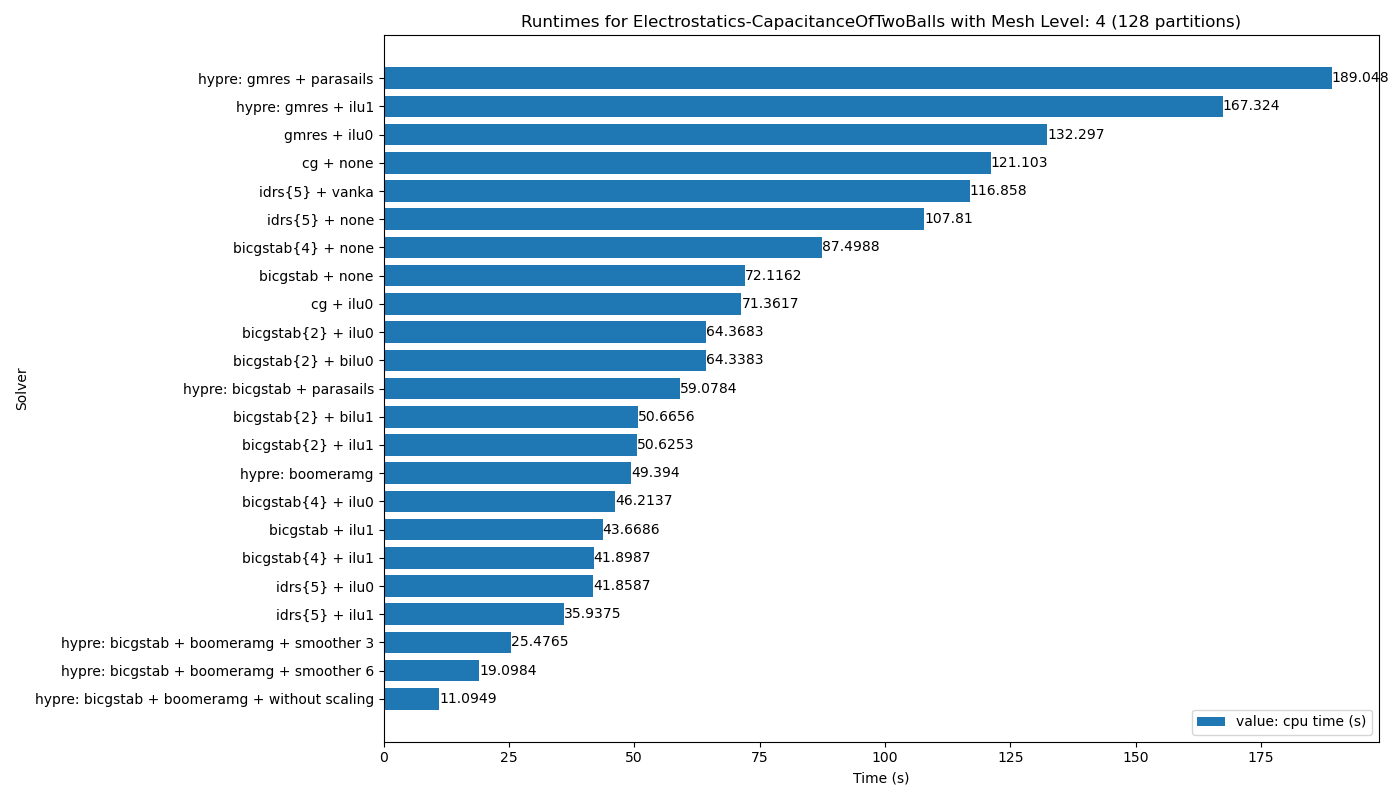 Runtimes for Electrostatics-CapacitanceOfTwoBalls with Mesh Level: 4 (128 partitions)
Solver
hypre: gmres + parasails 189.048
hypre: gmres + ilu1 167.324
gmres + ilu0 132.297
cg + none 121.103
idrs{5} + vanka 116.858
idrs{5} + none 107.81
bicgstab{4} + none 87.4988
bicgstab + none 72.1162
cg + ilu0 71.3617
bicgstab{2} + ilu0 64.3683
bicgstab{2} + bilu0 64.3383
hypre: bicgstab + parasails 59.0784
bicgstab{2} + bilu1 50.6656
bicgstab{2} + ilu1 50.6253
hypre: boomeramg 49.394
bicgstab{4} + ilu0 46.2137
bicgstab + ilu1 43.6686
bicgstab{4} + ilu1 41.8987
idrs{5} + ilu0 41.8587
idrs{5} + ilu1 35.9375
hypre: bicgstab + boomeramg + smoother 3 25.4765
hypre: bicgstab + boomeramg + smoother 6 19.0984
hypre: bicgstab + boomeramg + without scaling 11.0949
value: cpu time (s)
0 25 50 75 100 125 150 175
Time (s)